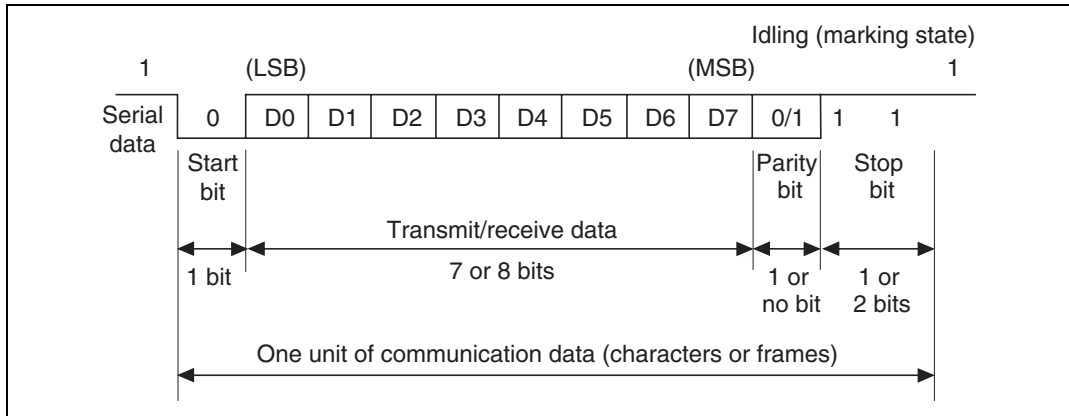 Idling (marking state)
1 (LSB) (MSB) 1
Serial data 0 D0 D1 D2 D3 D4 D5 D6 D7 0/1 1 1
Start bit
Parity bit
Stop bit
Transmit/receive data
1 bit
7 or 8 bits
1 or no bit
1 or 2 bits
One unit of communication data (characters or frames)